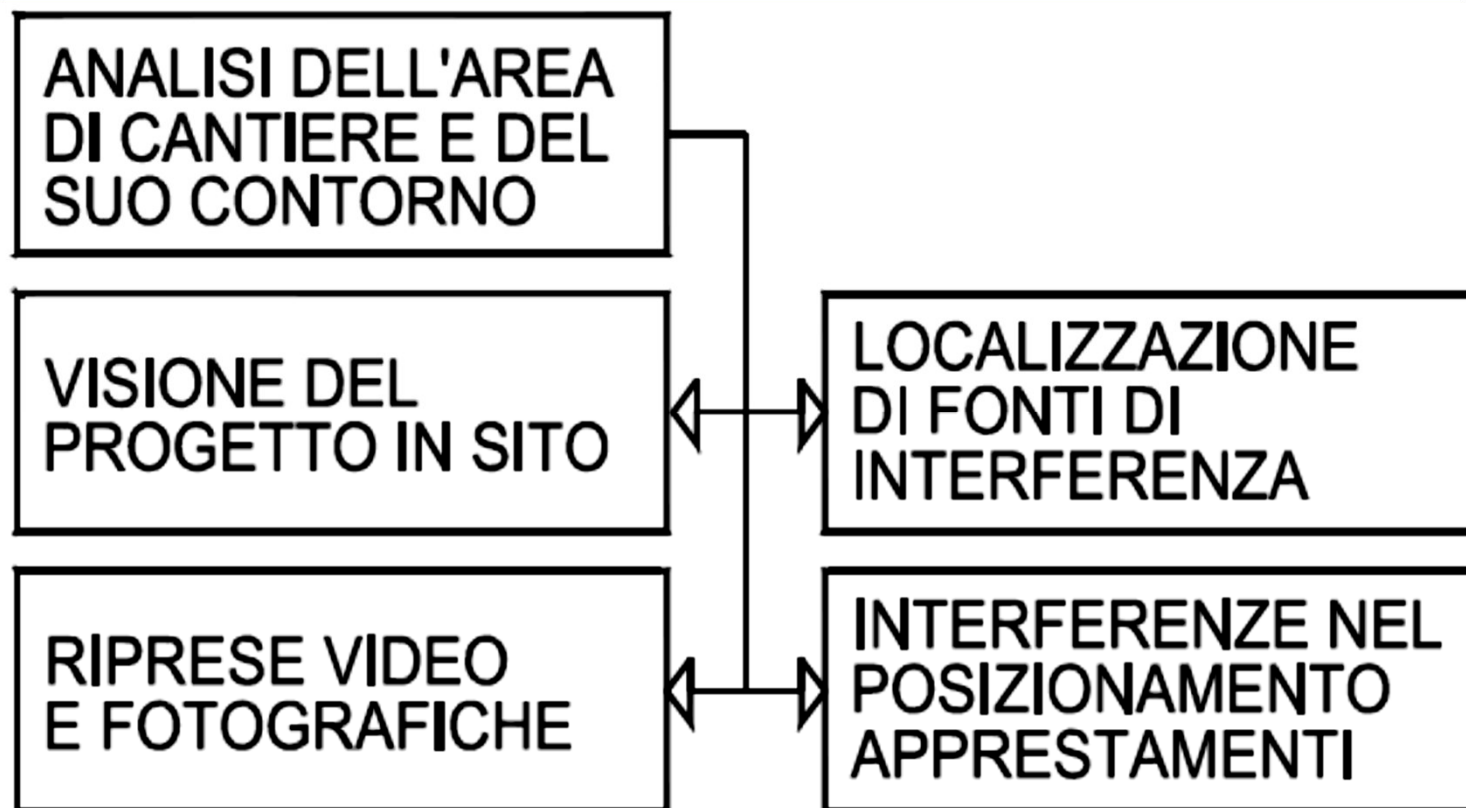 ANALISI DELL'AREA
DI CANTIERE E DEL
SUO CONTORNO
VISIONE DEL
PROGETTO IN SITO
LOCALIZZAZIONE
DI FONTI DI
INTERFERENZA
RIPRESE VIDEO
E FOTOGRAFICHE
INTERFERENZE NEL
POSIZIONAMENTO
APPRESTAMENTI